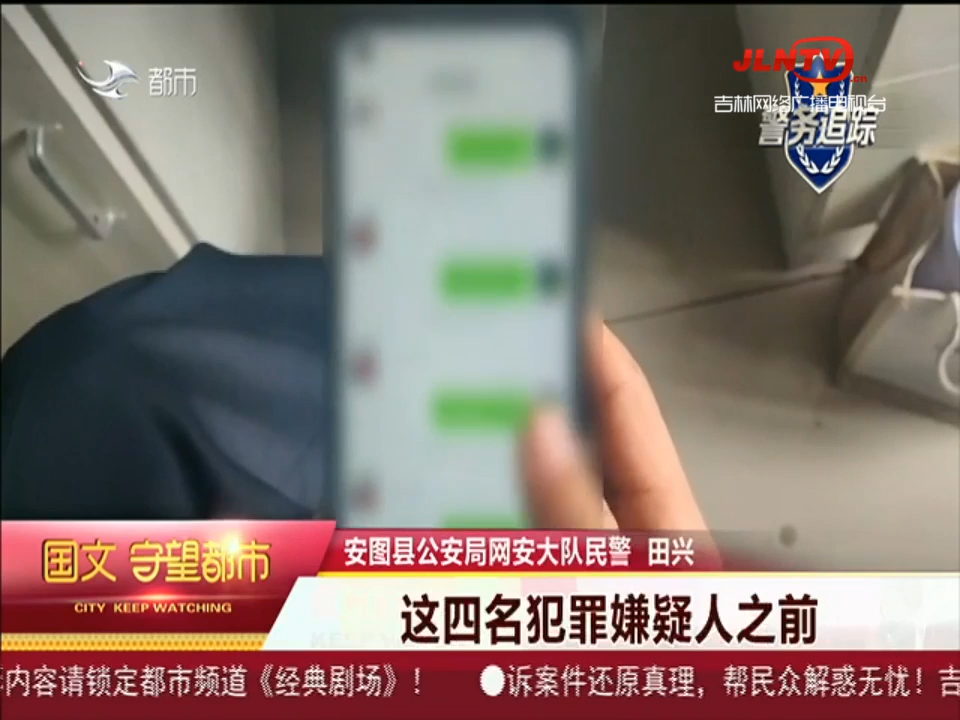 都市
JLNTV.cn
吉林网络广播电视台
警务追踪
国文 守望都市
CITY KEEP WATCHING
安图县公安局网安大队民警 田兴
这四名犯罪嫌疑人之前
内容请锁定都市频道《经典剧场》！ ●诉案件还原真理，帮民众解惑无忧！吉